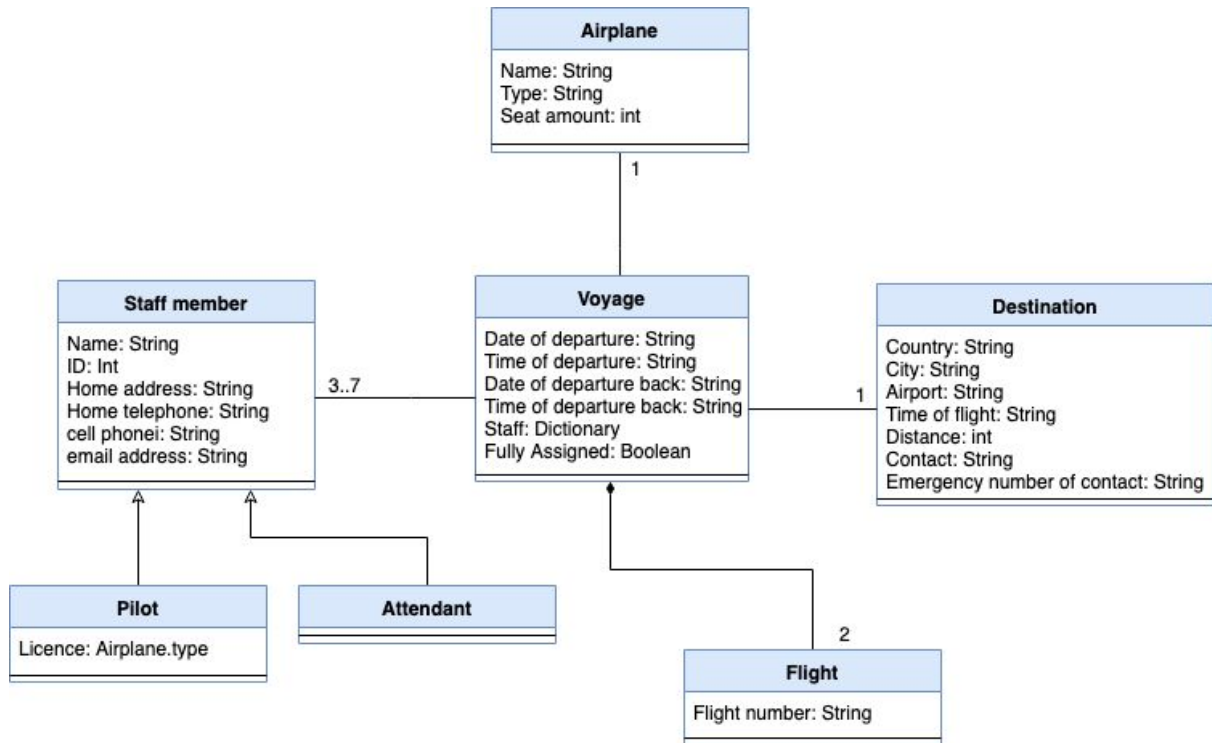 Airplane
Name: String
Type: String
Seat amount: int
1
Staff member
Name: String
ID: Int
Home address: String
Home telephone: String
cell phonei: String
email address: String
3..7
Voyage
Date of departure: String
Time of departure: String
Date of departure back: String
Time of departure back: String
Staff: Dictionary
Fully Assigned: Boolean
1
Destination
Country: String
City: String
Airport: String
Time of flight: String
Distance: int
Contact: String
Emergency number of contact: String
Pilot
Licence: Airplane.type
Attendant
2
Flight
Flight number: String